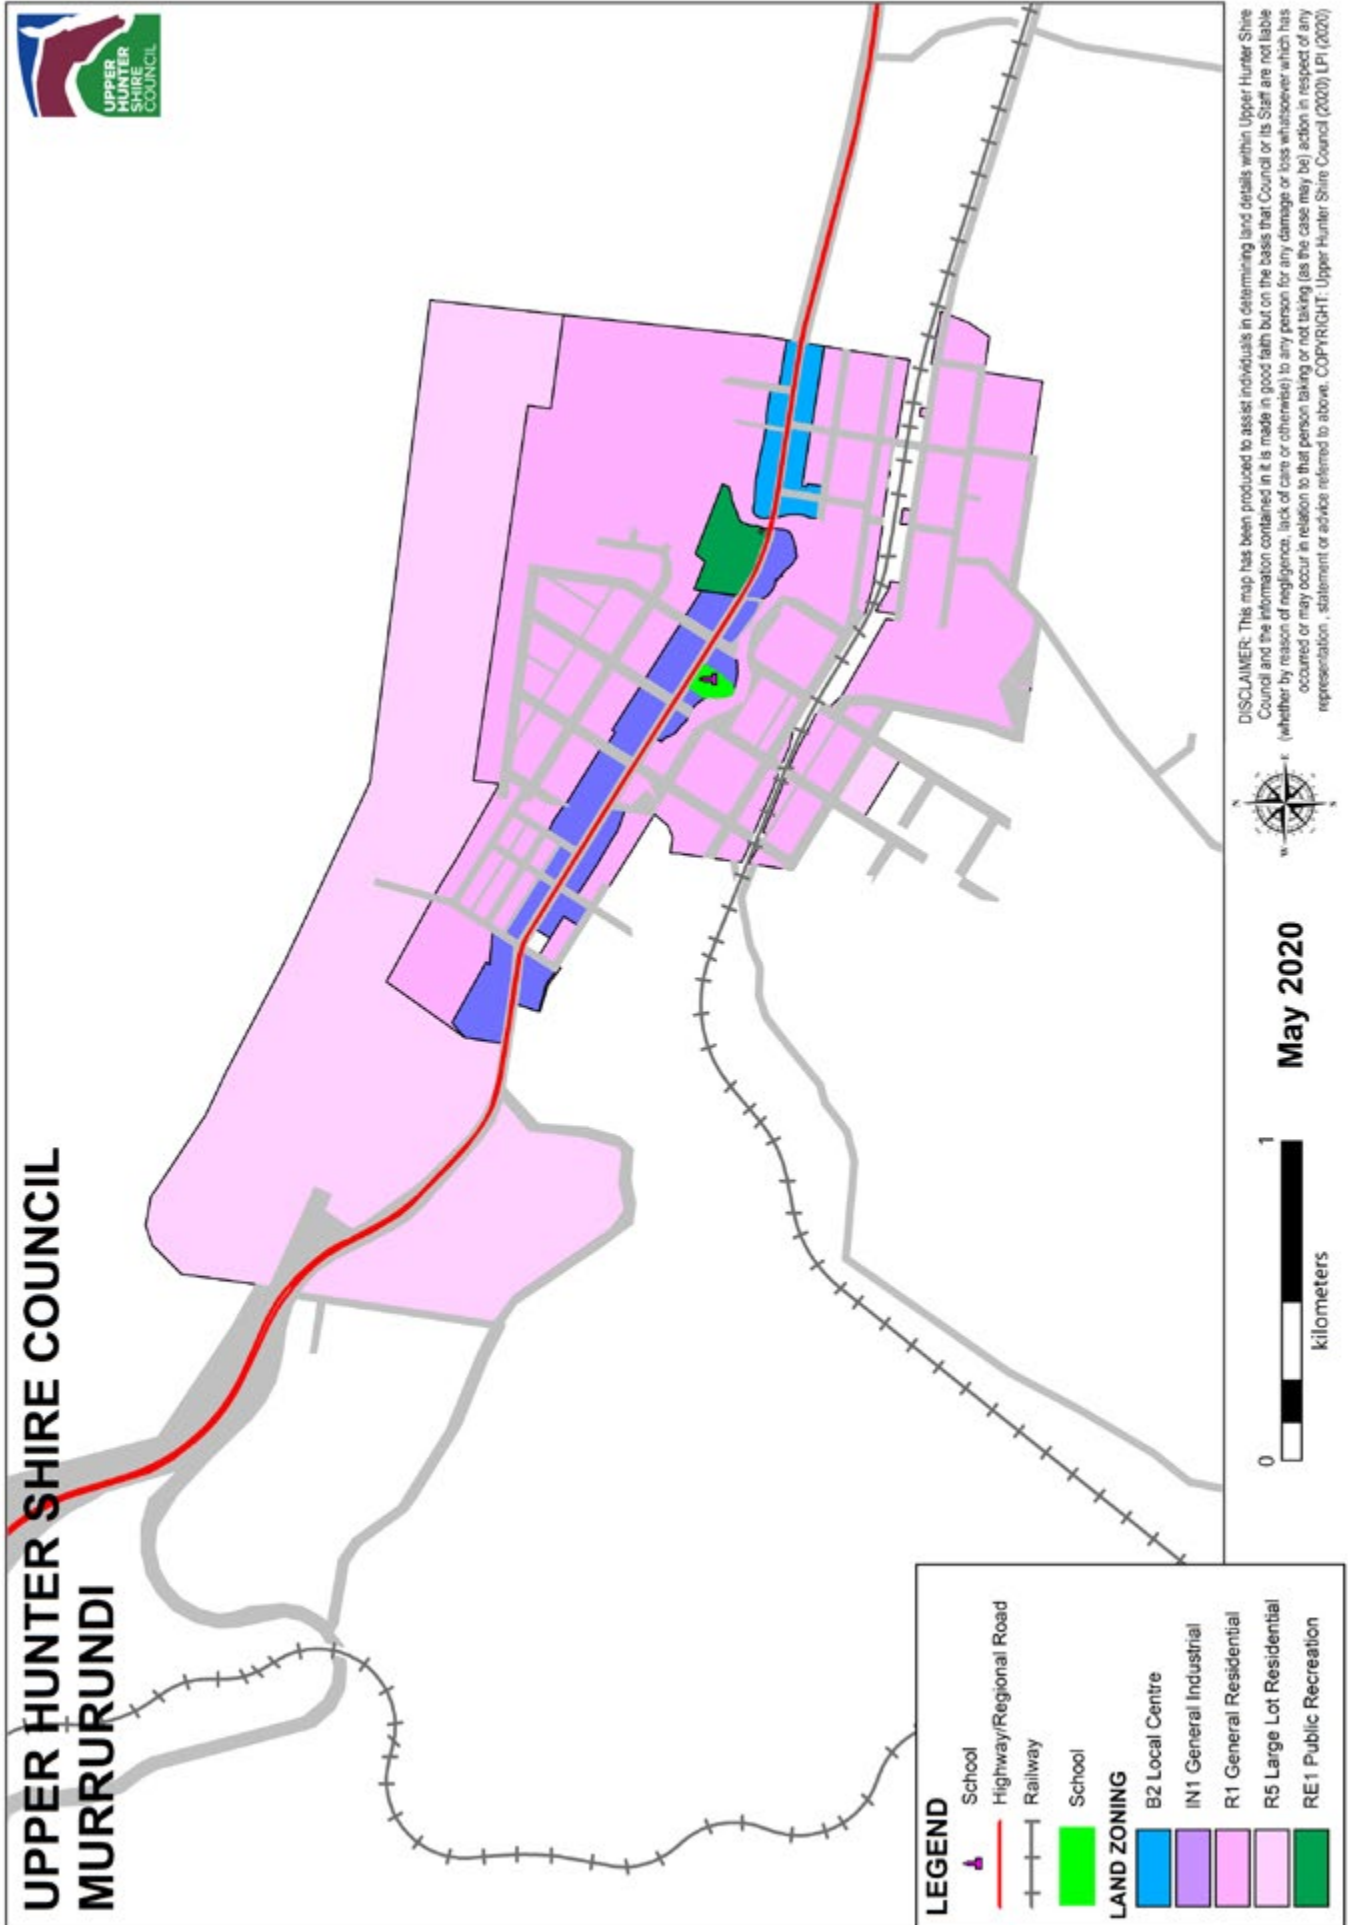 UPPER HUNTER SHIRE COUNCIL
MURRURUNDI
UPPER
HUNTER
SHIRE
COUNCIL
LEGEND
School
Highway/Regional Road
Railway
School
LAND ZONING
B2 Local Centre
IN1 General Industrial
R1 General Residential
R5 Large Lot Residential
RE1 Public Recreation
0
1
kilometers
May 2020
N
W
E
S
DISCLAIMER: This map has been produced to assist individuals in determining land details within Upper Hunter Shire
Council and the information contained in it is made in good faith but on the basis that Council or its Staff are not liable
(whether by reason of negligence, lack of care or otherwise) to any person for any damage or loss whatsoever which has
occurred or may occur in relation to that person taking or not taking (as the case may be) action in respect of any
representation , statement or advice referred to above. COPYRIGHT: Upper Hunter Shire Council (2020) LPI (2020)